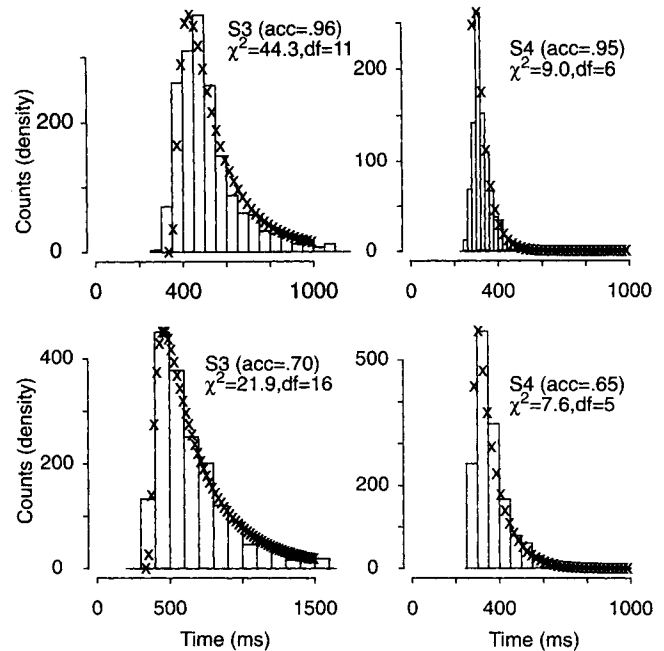 S3 (acc=.96)
χ²=44.3,df=11
Counts (density)
200
0
0
400
1000
S4 (acc=.95)
χ²=9.0,df=6
200
100
0
0
400
1000
S3 (acc=.70)
χ²=21.9,df=16
Counts (density)
400
200
0
0
500
1500
Time (ms)
S4 (acc=.65)
χ²=7.6,df=5
500
200
0
0
400
1000
Time (ms)